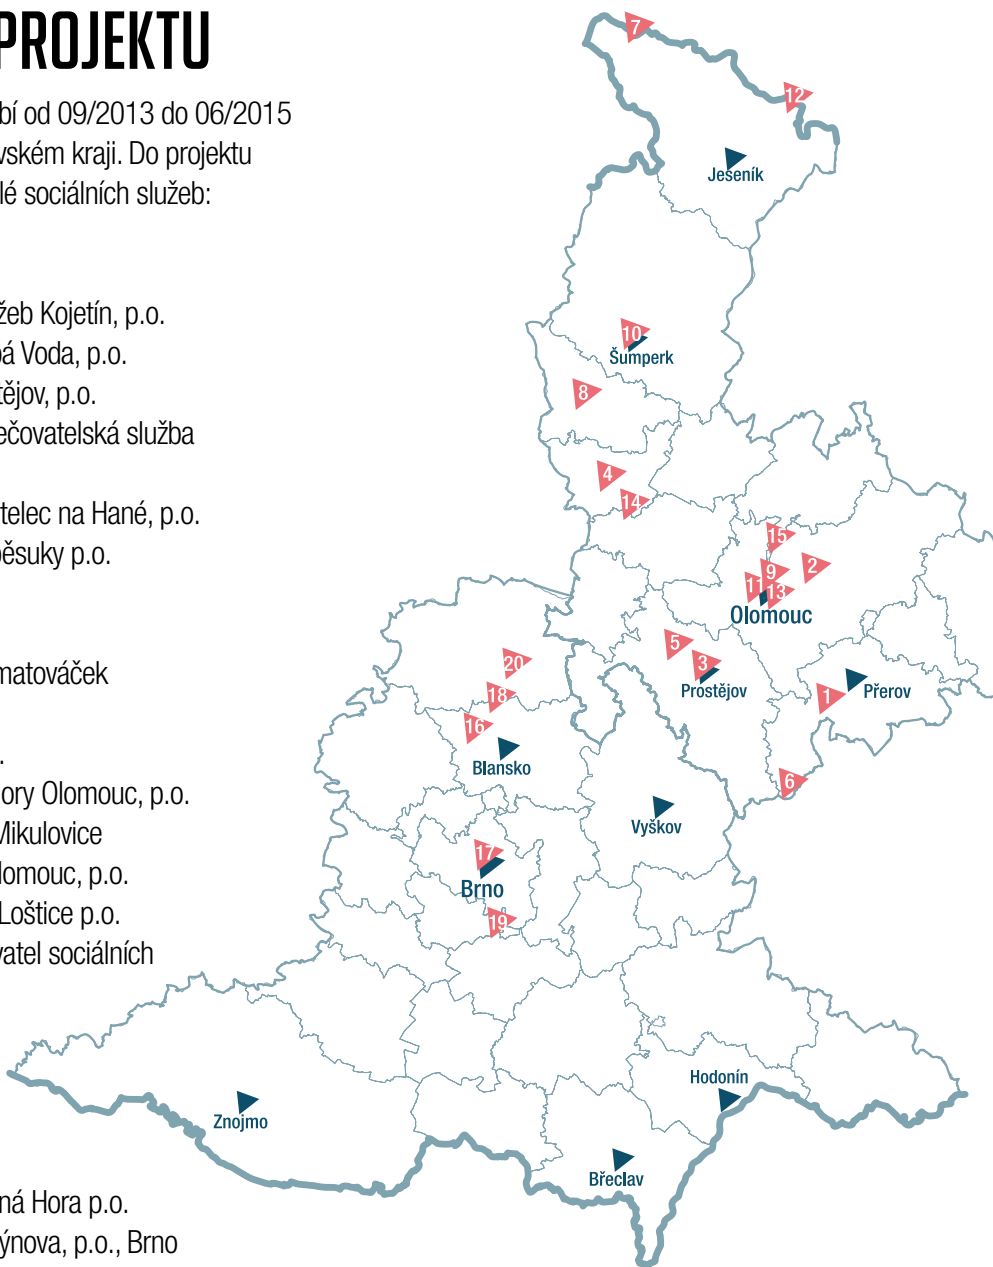 PROJEKTU
bí od 09/2013 do 06/2015
vském kraji. Do projektu
lé sociálních služeb:
žeb Kojetín, p.o.
pá Voda, p.o.
tějov, p.o.
ečovatelská služba
telec na Hané, p.o.
běsuky p.o.
matováček
.
ory Olomouc, p.o.
Mikulovice
lomouc, p.o.
Loštice p.o.
vatel sociálních
ná Hora p.o.
ýnova, p.o., Brno
7
12
Jeseník
10
Šumperk
8
4
14
15
2
9
11
13
Olomouc
5
3
Prostějov
1
Přerov
6
20
18
16
Blansko
Vyškov
17
Brno
19
Hodonín
Znojmo
Břeclav